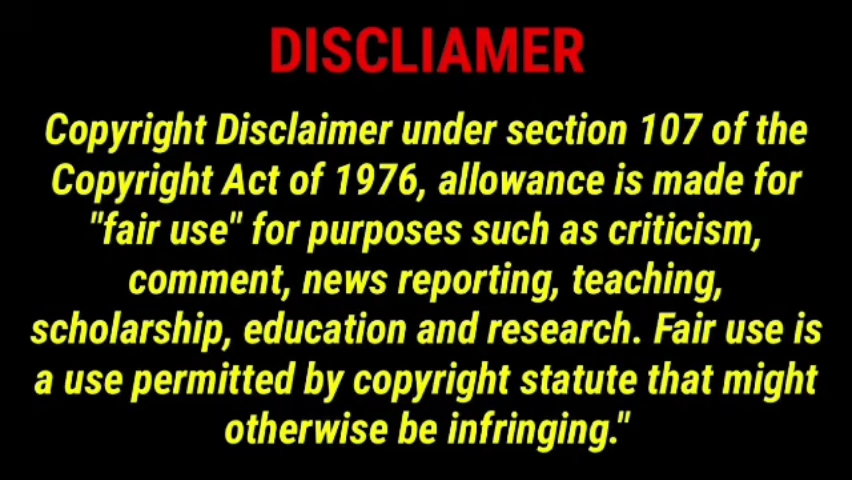 DISCLIAMER
Copyright Disclaimer under section 107 of the
Copyright Act of 1976, allowance is made for
"fair use" for purposes such as criticism,
comment, news reporting, teaching,
scholarship, education and research. Fair use is
a use permitted by copyright statute that might
otherwise be infringing."